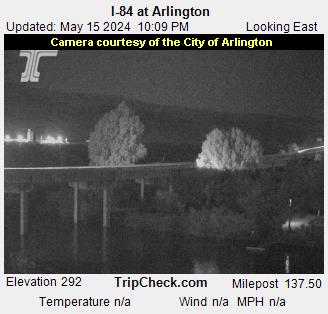 I-84 at Arlington
Updated: May 15 2024 10:09 PM Looking East
Camera courtesy of the City of Arlington
Elevation 292 TripCheck.com Milepost 137.50
Temperature n/a Wind n/a MPH n/a